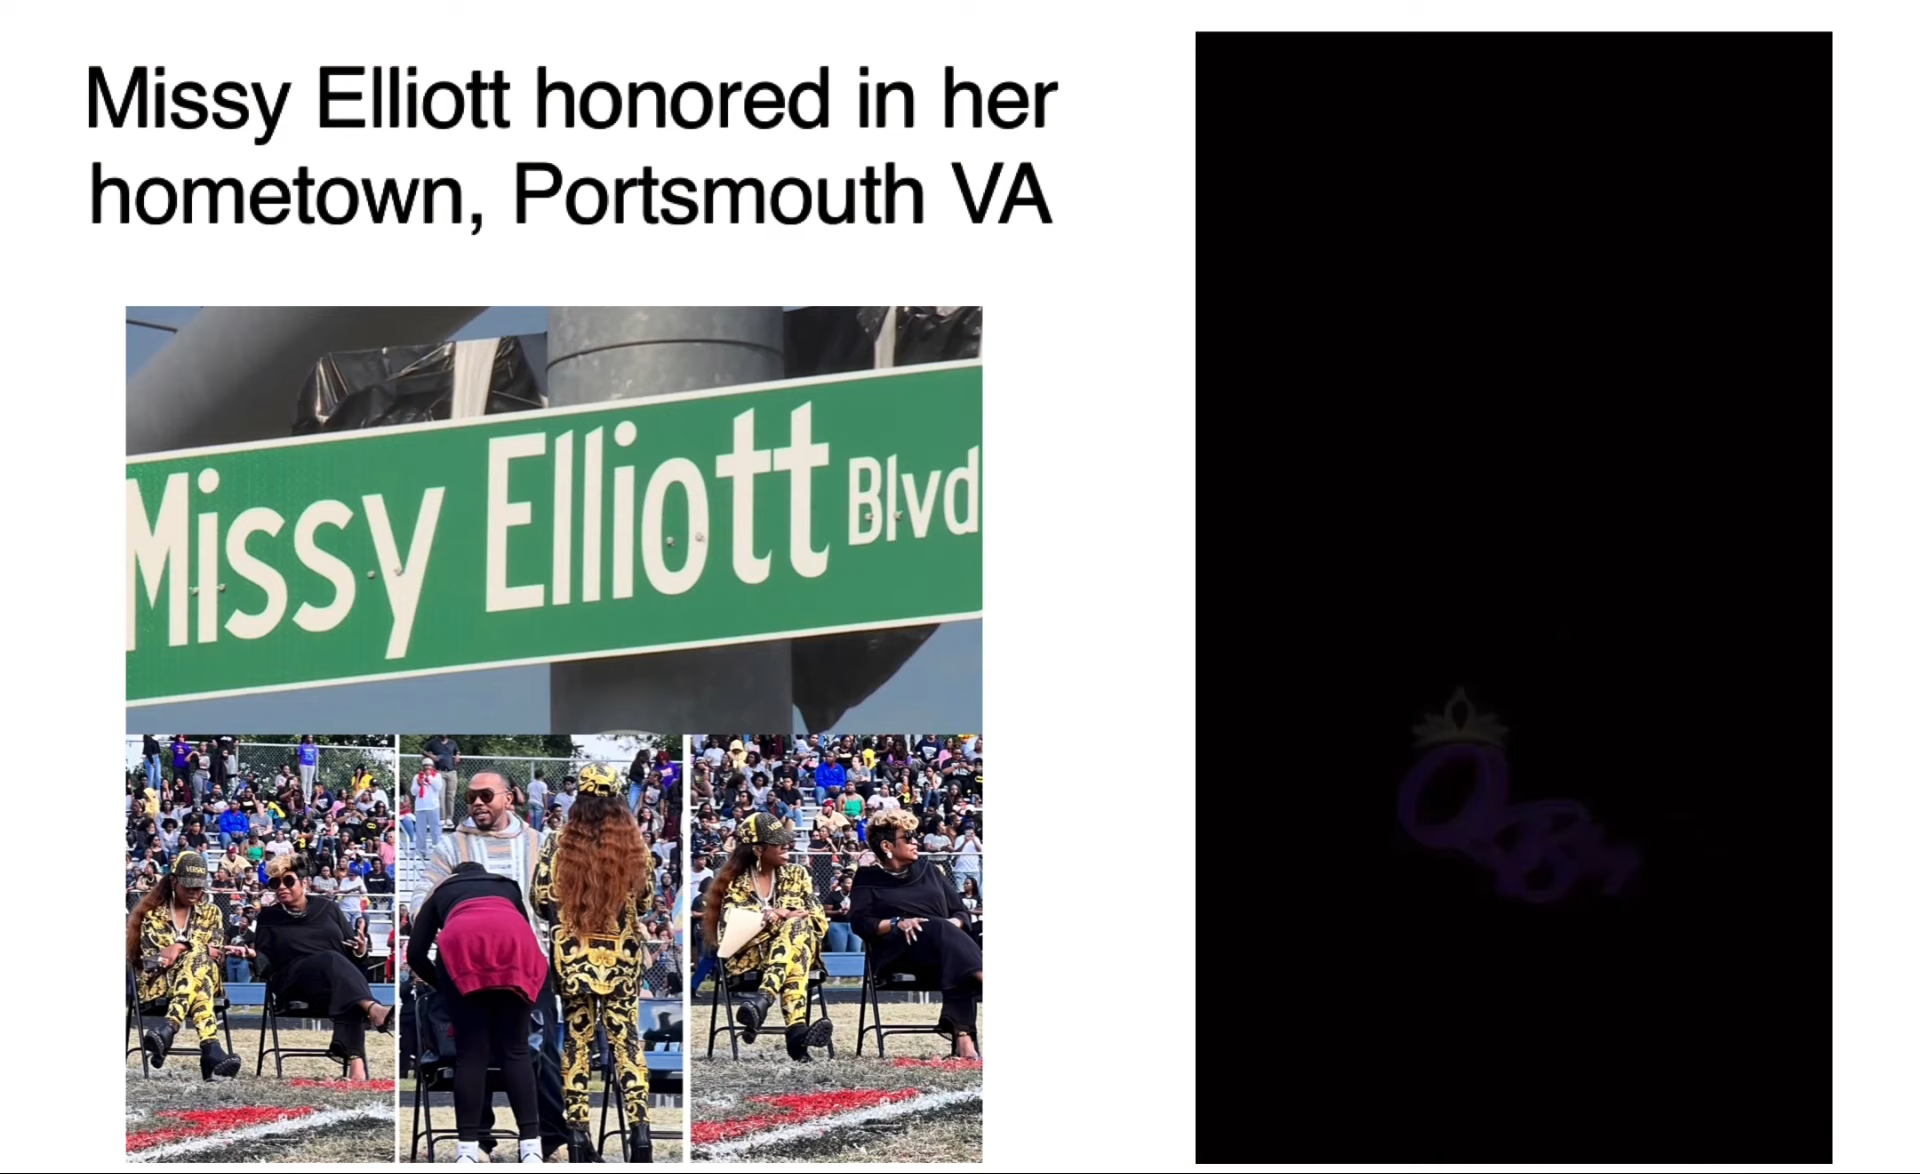 Missy Elliott honored in her
hometown, Portsmouth VA
Missy Elliott Blvd